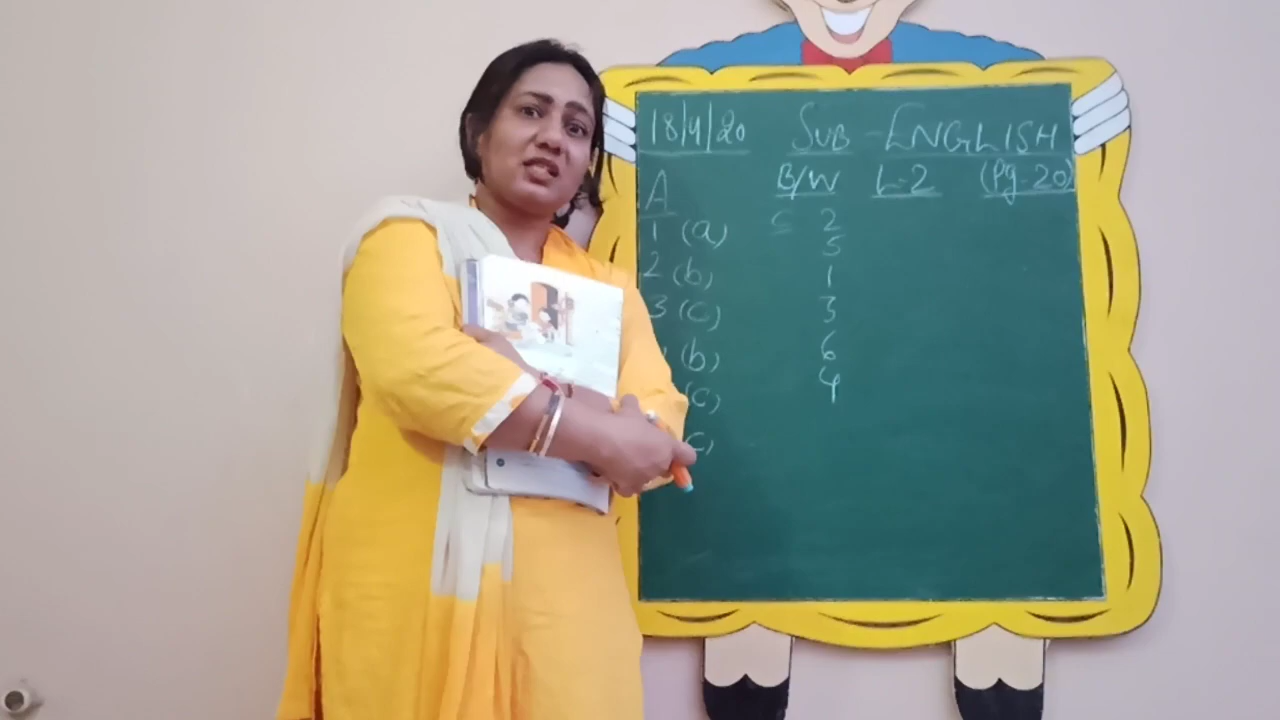 18/4/20 SUB - ENGLISH
B/W L-2 (Pg-20)
A
1 (a) 2
5
2 (b) 1
3 (c) 3
(b) 6
(c) 4
(c)